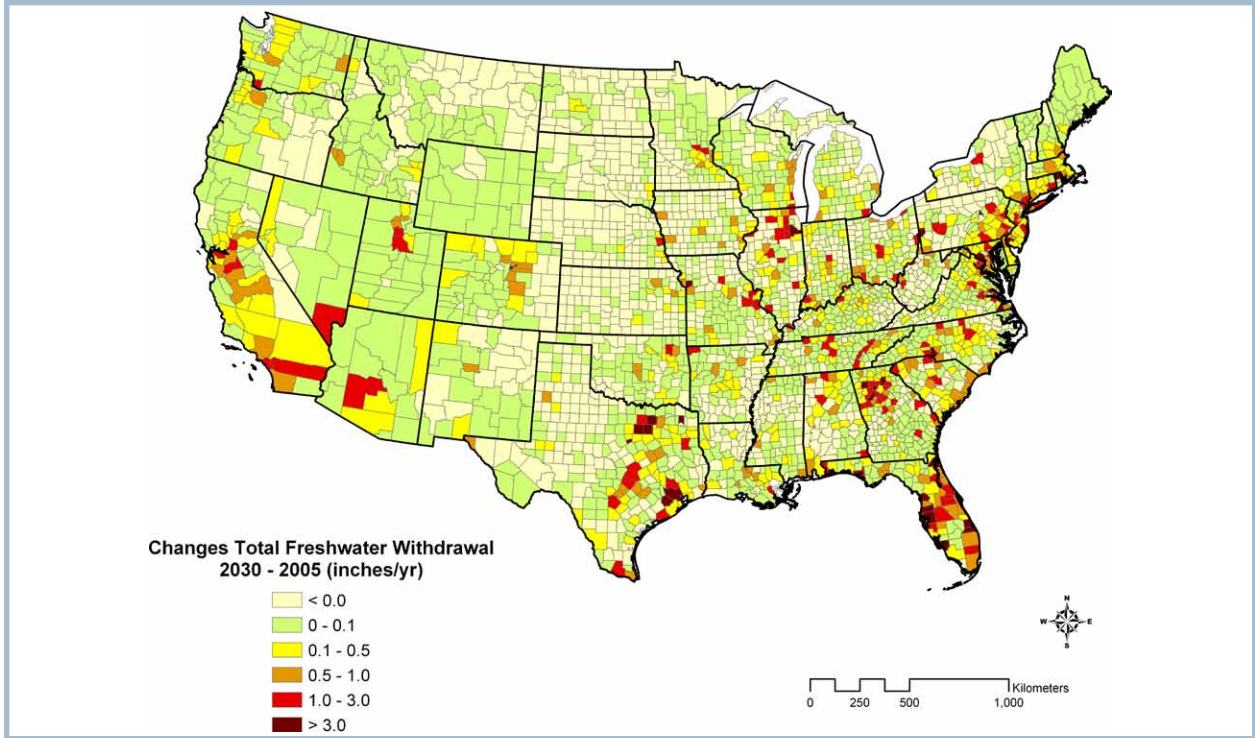 Changes Total Freshwater Withdrawal
2030 - 2005 (inches/yr)
< 0.0
0 - 0.1
0.1 - 0.5
0.5 - 1.0
1.0 - 3.0
> 3.0
N
W E
S
Kilometers
0 250 500 1,000